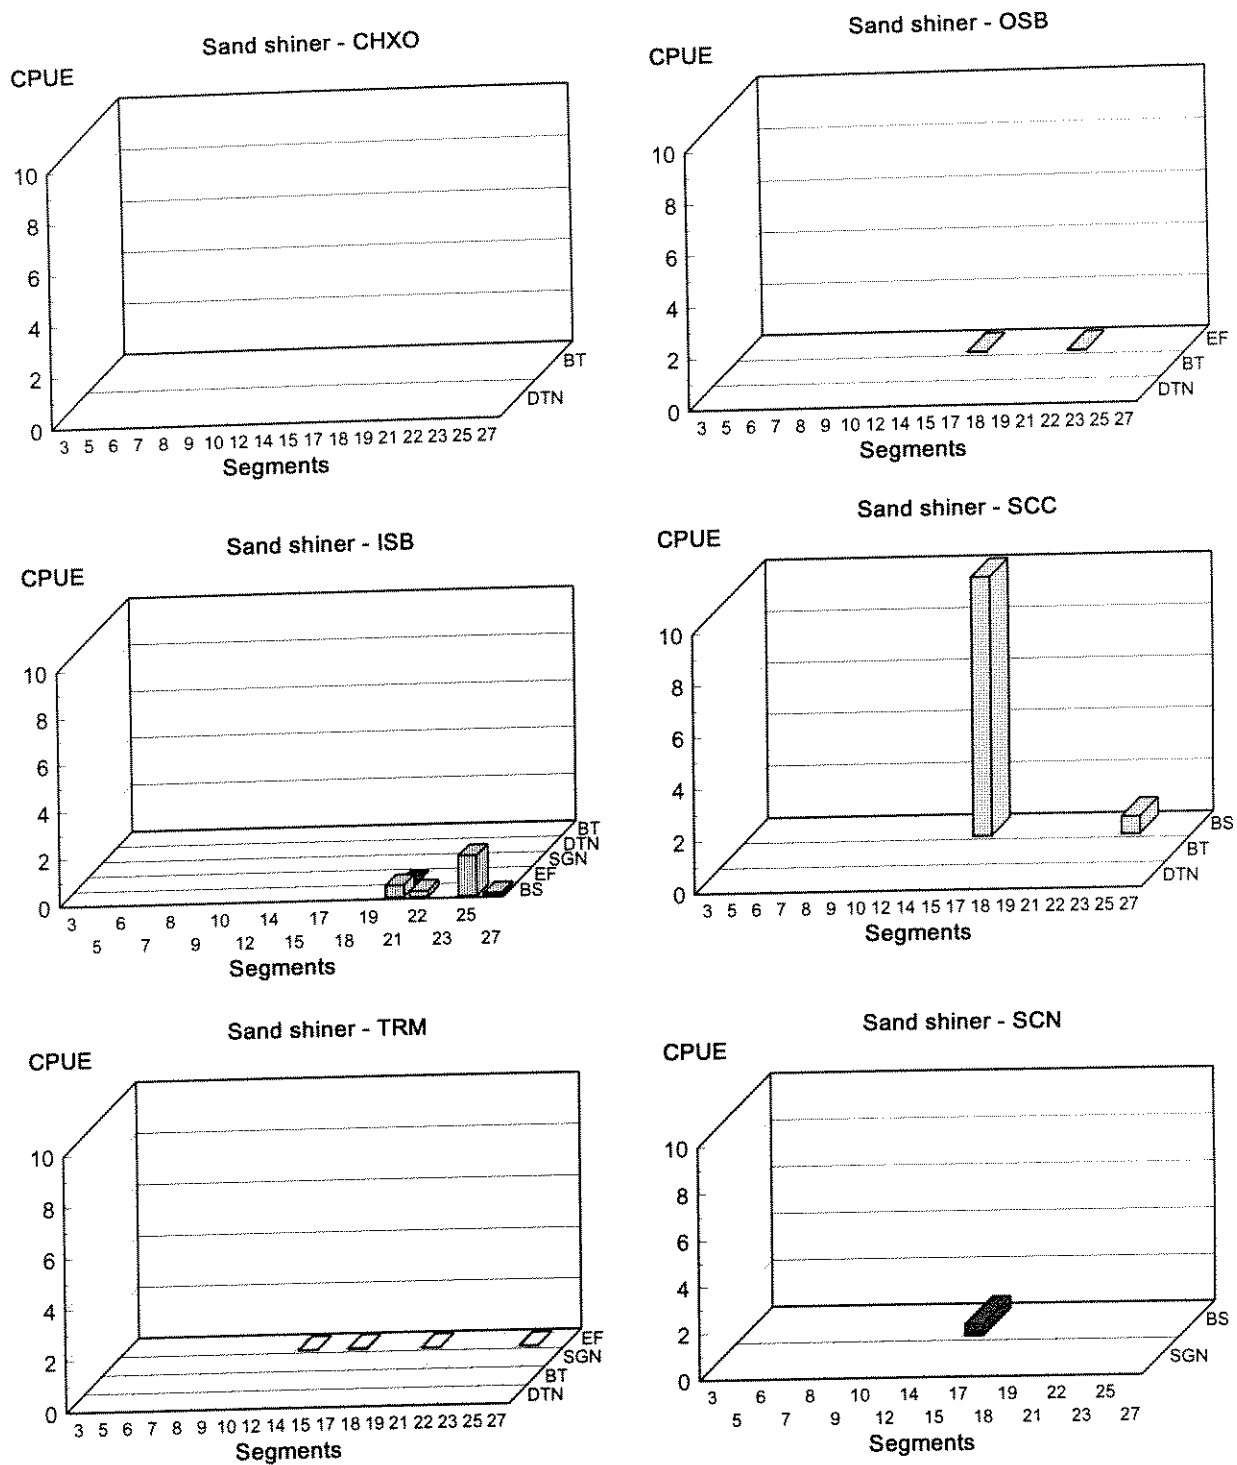 Sand shiner - CHXO
CPUE
10
8
6
4
2
0
BT
DTN
3 5 6 7 8 9 10 12 14 15 17 18 19 21 22 23 25 27
Segments
Sand shiner - OSB
CPUE
10
8
6
4
2
0
EF
BT
DTN
3 5 6 7 8 9 10 12 14 15 17 18 19 21 22 23 25 27
Segments
Sand shiner - ISB
CPUE
10
8
6
4
2
0
BT
DTN
SGN
EF
BS
3 6 8 10 14 17 19 22 25
5 7 9 12 15 18 21 23 27
Segments
Sand shiner - SCC
CPUE
10
8
6
4
2
0
BS
BT
DTN
3 5 6 7 8 9 10 12 14 15 17 18 19 21 22 23 25 27
Segments
Sand shiner - TRM
CPUE
10
8
6
4
2
0
EF
SGN
BT
DTN
3 5 6 7 8 9 10 12 14 15 17 18 19 21 22 23 25 27
Segments
Sand shiner - SCN
CPUE
10
8
6
4
2
0
BS
SGN
3 6 8 10 14 17 19 22 25
5 7 9 12 15 18 21 23 27
Segments